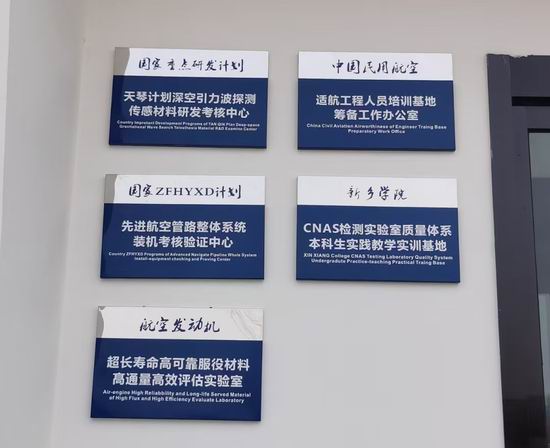 国家重点研发计划
天琴计划深空引力波探测
传感材料研发考核中心
Country Improtant Development Programs of TAN QIN Plan Deep-space
Gravitational Wave Search Telesthesia Material R&D Examine Center
中国民用航空
适航工程人员培训基地
筹备工作办公室
China Civil Aviation Airworthiness of Engineer Traing Base
Preparatory Work Office
国家ZFHYXD计划
先进航空管路整体系统
装机考核验证中心
Country ZFHYXD Programs of Advanced Navigate Pipeline Whole System
Install-equipment checking and Proving Center
新乡学院
CNAS检测实验室质量体系
本科生实践教学实训基地
XIN XIANG College CNAS Testing Laboratory Quality System
Undergraduate Practice-teaching Practical Traing Base
航空发动机
超长寿命高可靠服役材料
高通量高效评估实验室
Air-engine High Reliability and Long-life Served Material
of High Flux and High Efficiency Evaluate Laboratory